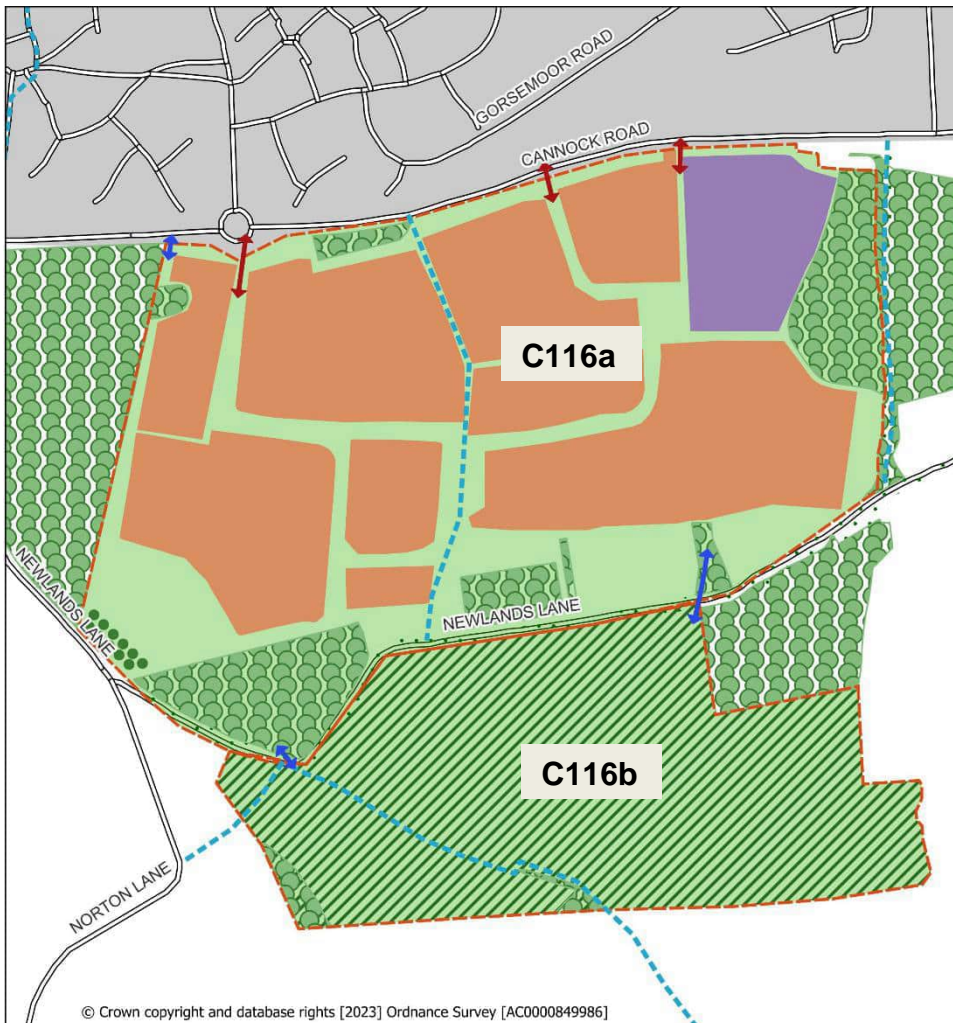 GORSEMOOR ROAD
CANNOCK ROAD
C116a
NEWLANDS LANE
NEWLANDS LANE
C116b
NORTON LANE
© Crown copyright and database rights [2023] Ordnance Survey [AC0000849986]